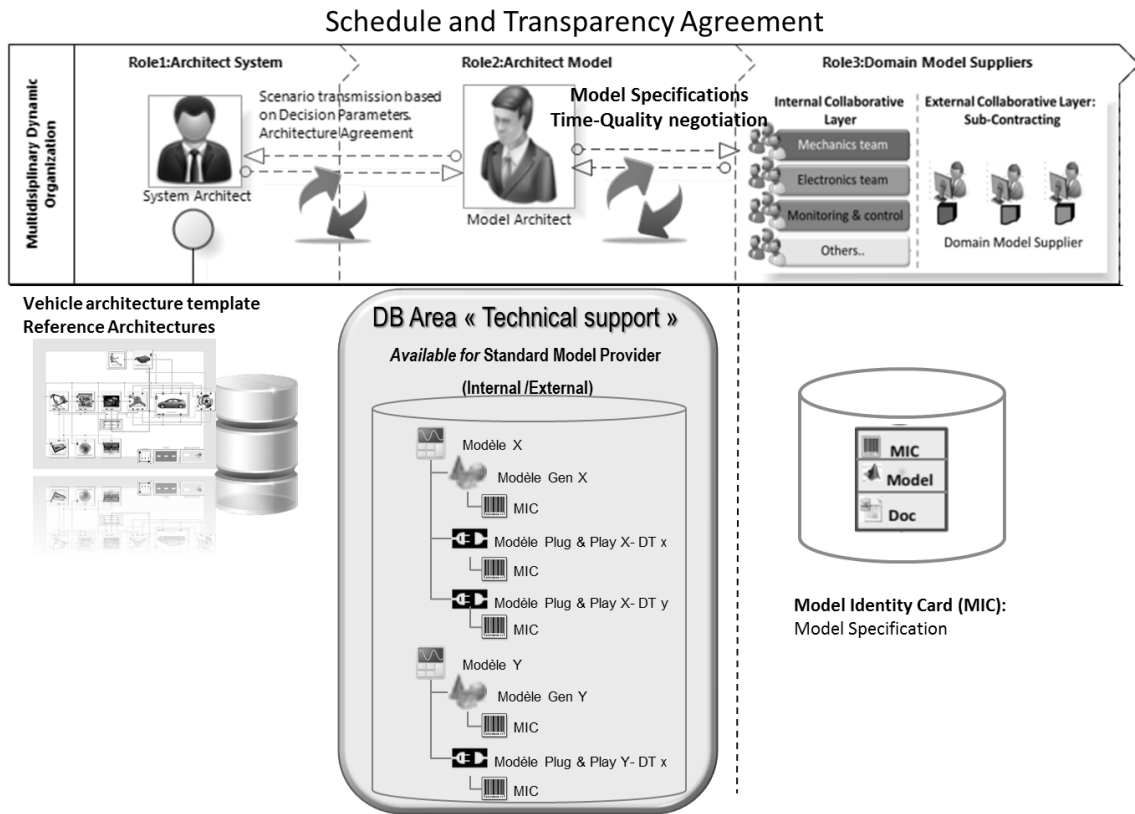 Schedule and Transparency Agreement
Multidisiplinary Dynamic
Organization
Role1:Architect System
Scenario transmission based
on Decision Parameters.
Architecture Agreement
System Architect
Role2:Architect Model
Model Specifications
Time-Quality negotiation
Model Architect
Role3:Domain Model Suppliers
Internal Collaborative
Layer
Mechanics team
Electronics team
Monitoring & control
Others..
External Collaborative Layer:
Sub-Contracting
Domain Model Supplier
Vehicle architecture template
Reference Architectures
DB Area « Technical support »
Available for Standard Model Provider
(Internal /External)
Modèle X
Modèle Gen X
MIC
Modèle Plug & Play X- DT x
MIC
Modèle Plug & Play X- DT y
MIC
Modèle Y
Modèle Gen Y
MIC
Modèle Plug & Play Y- DT x
MIC
MIC
Model
Doc
Model Identity Card (MIC):
Model Specification